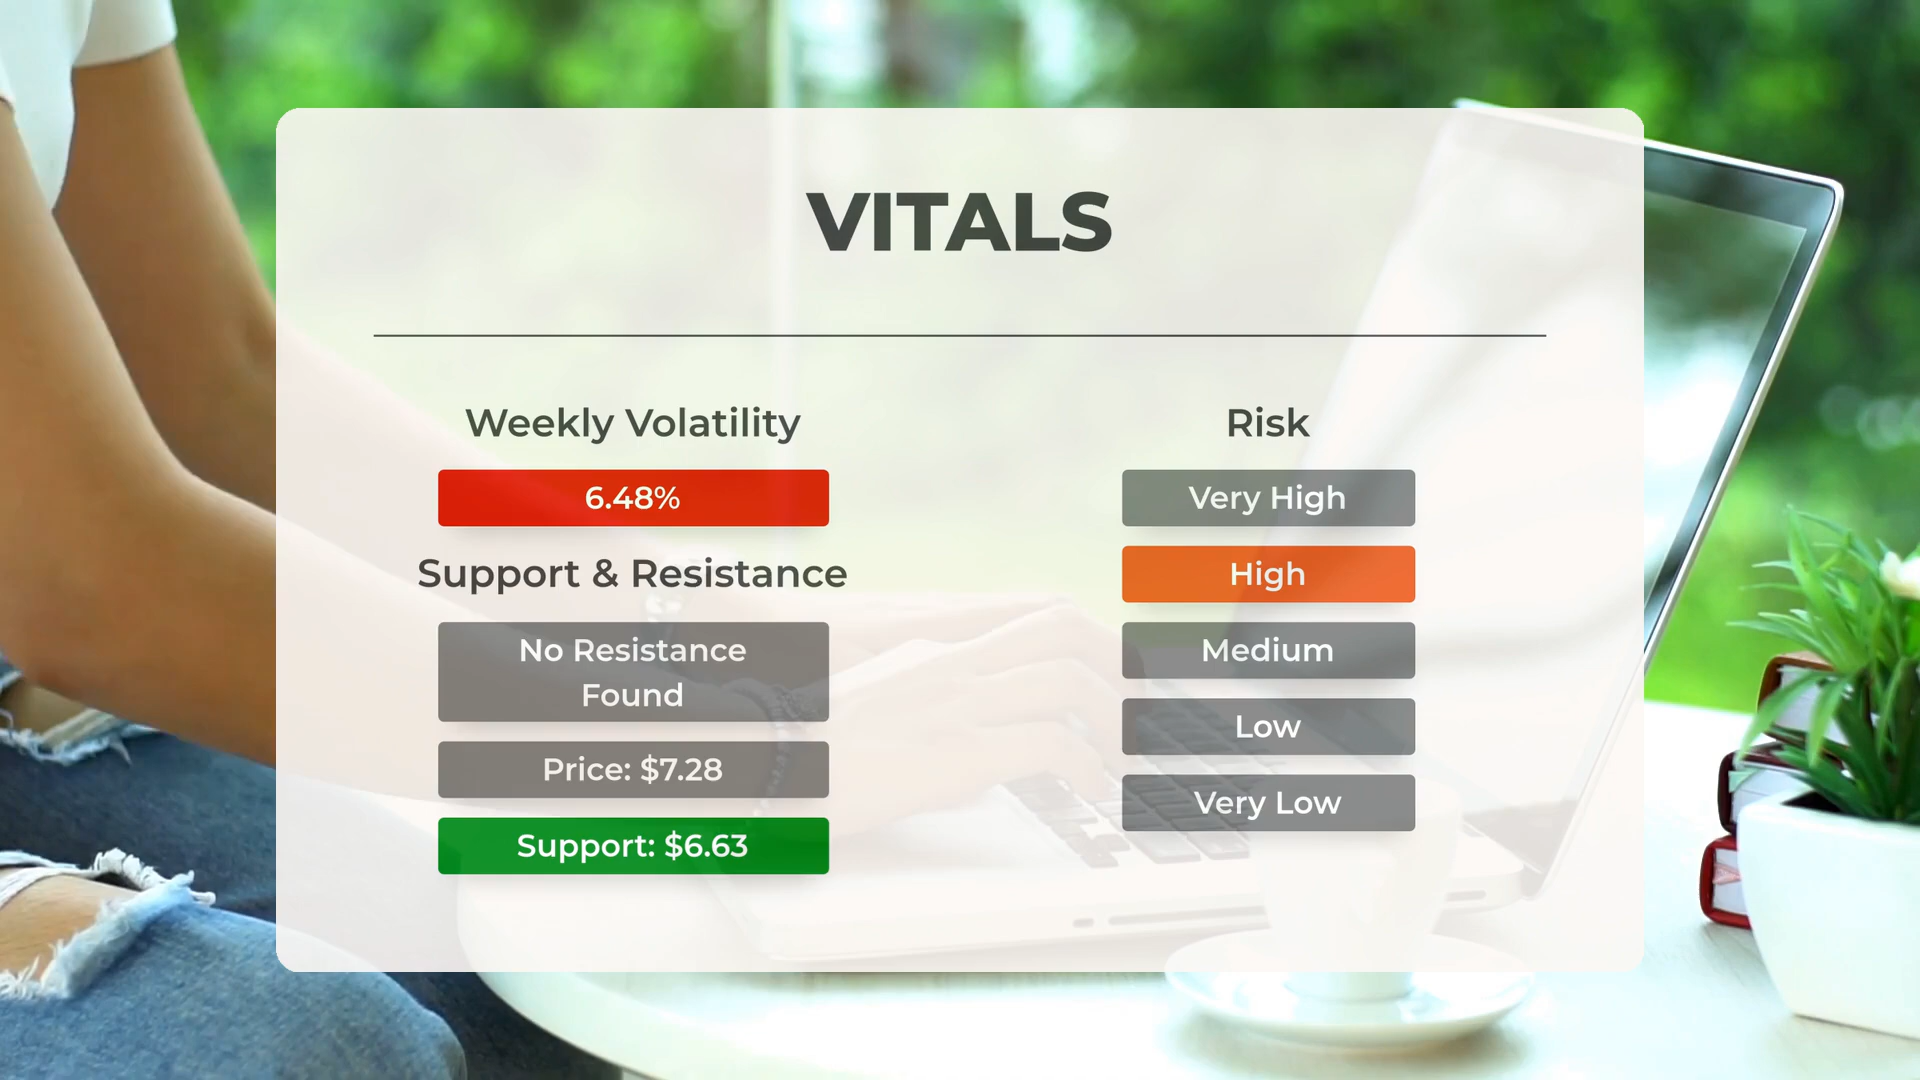 VITALS
Weekly Volatility
6.48%
Support & Resistance
No Resistance
Found
Price: $7.28
Support: $6.63
Risk
Very High
High
Medium
Low
Very Low